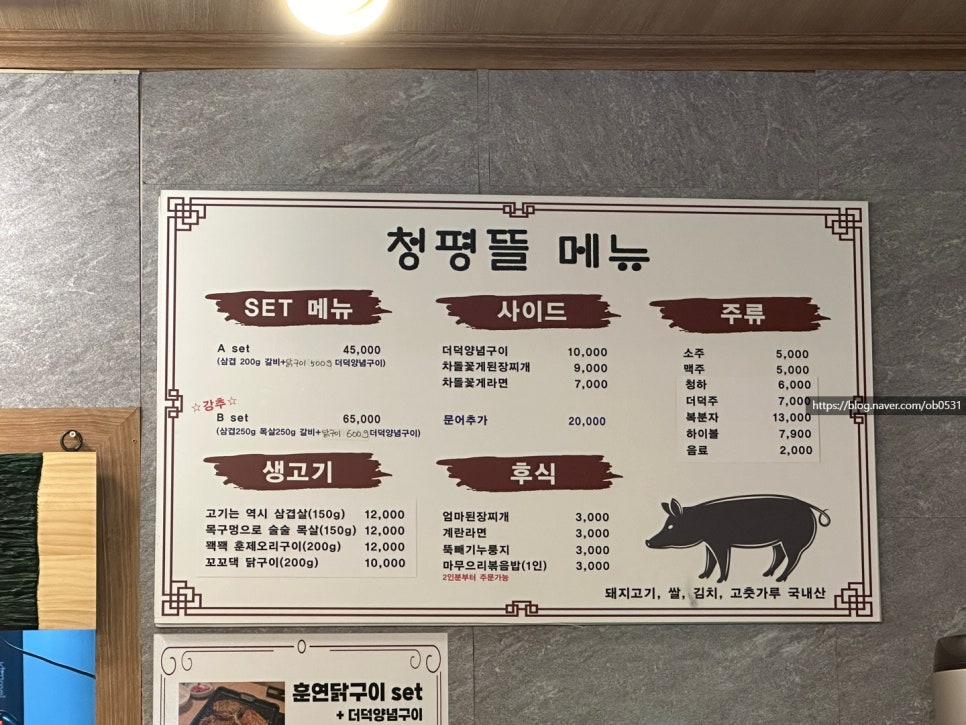 청평뜰 메뉴
SET 메뉴
A set 45,000
(삼겹 200g 갈비+닭구이 500g 더덕양념구이)
☆강추☆
B set 65,000
(삼겹250g 목살250g 갈비+닭구이 600g 더덕양념구이)
생고기
고기는 역시 삼겹살(150g) 12,000
목구멍으로 술술 목살(150g) 12,000
꽥꽥 훈제오리구이(200g) 12,000
꼬꼬댁 닭구이(200g) 10,000
사이드
더덕양념구이 10,000
차돌꽃게된장찌개 9,000
차돌꽃게라면 7,000
문어추가 20,000
후식
엄마된장찌개 3,000
계란라면 3,000
뚝빼기누룽지 3,000
마무으리볶음밥(1인) 3,000
2인분부터 주문가능
주류
소주 5,000
맥주 5,000
청하 6,000
더덕주 7,000
복분자 13,000
하이볼 7,900
음료 2,000
돼지고기, 쌀, 김치, 고춧가루 국내산
https://blog.naver.com/ob0531
훈연닭구이 set
+ 더덕양념구이